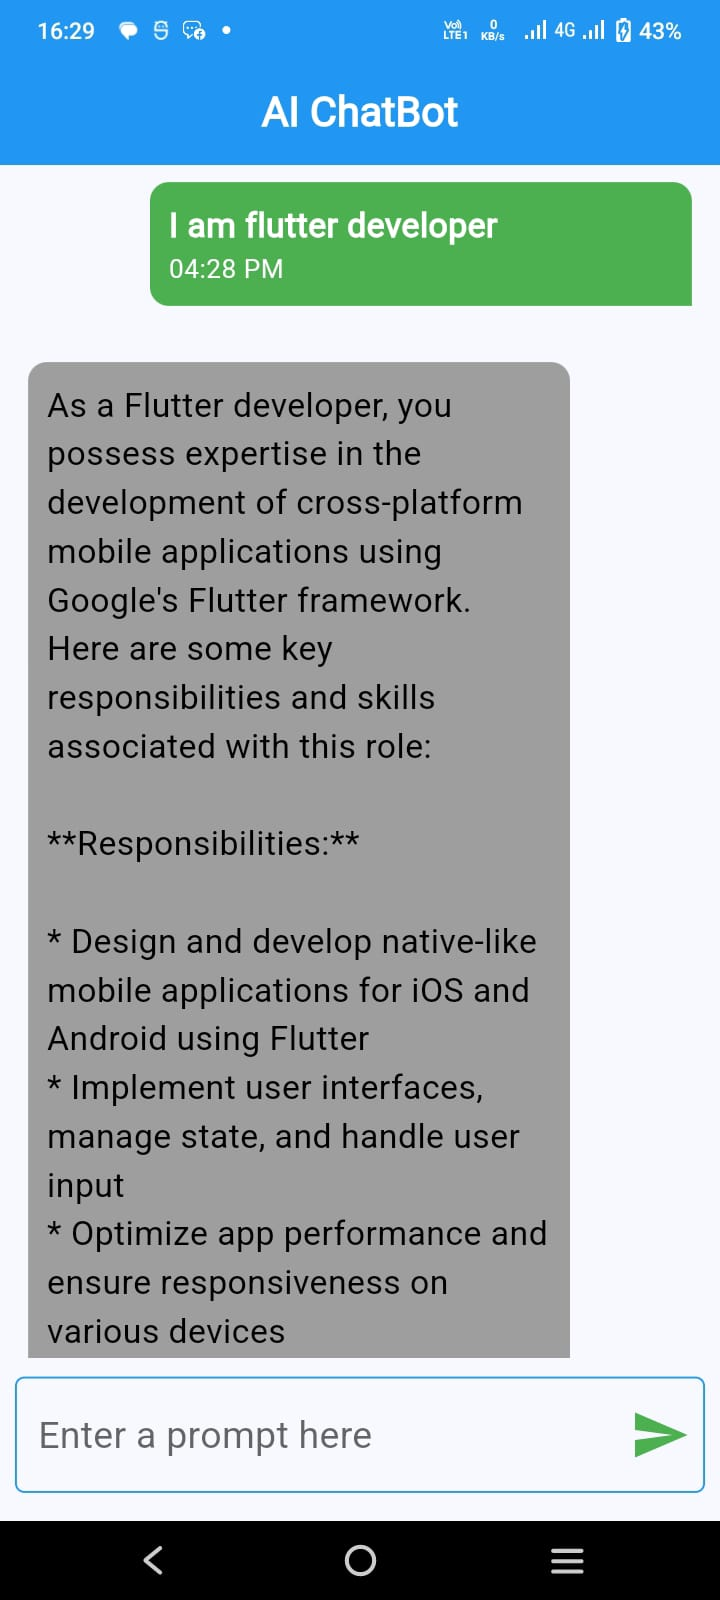 16:29 Vo)) LTE1 0 KB/s 4G 43%
AI ChatBot
I am flutter developer
04:28 PM
As a Flutter developer, you
possess expertise in the
development of cross-platform
mobile applications using
Google's Flutter framework.
Here are some key
responsibilities and skills
associated with this role:
**Responsibilities:**
* Design and develop native-like
mobile applications for iOS and
Android using Flutter
* Implement user interfaces,
manage state, and handle user
input
* Optimize app performance and
ensure responsiveness on
various devices
Enter a prompt here